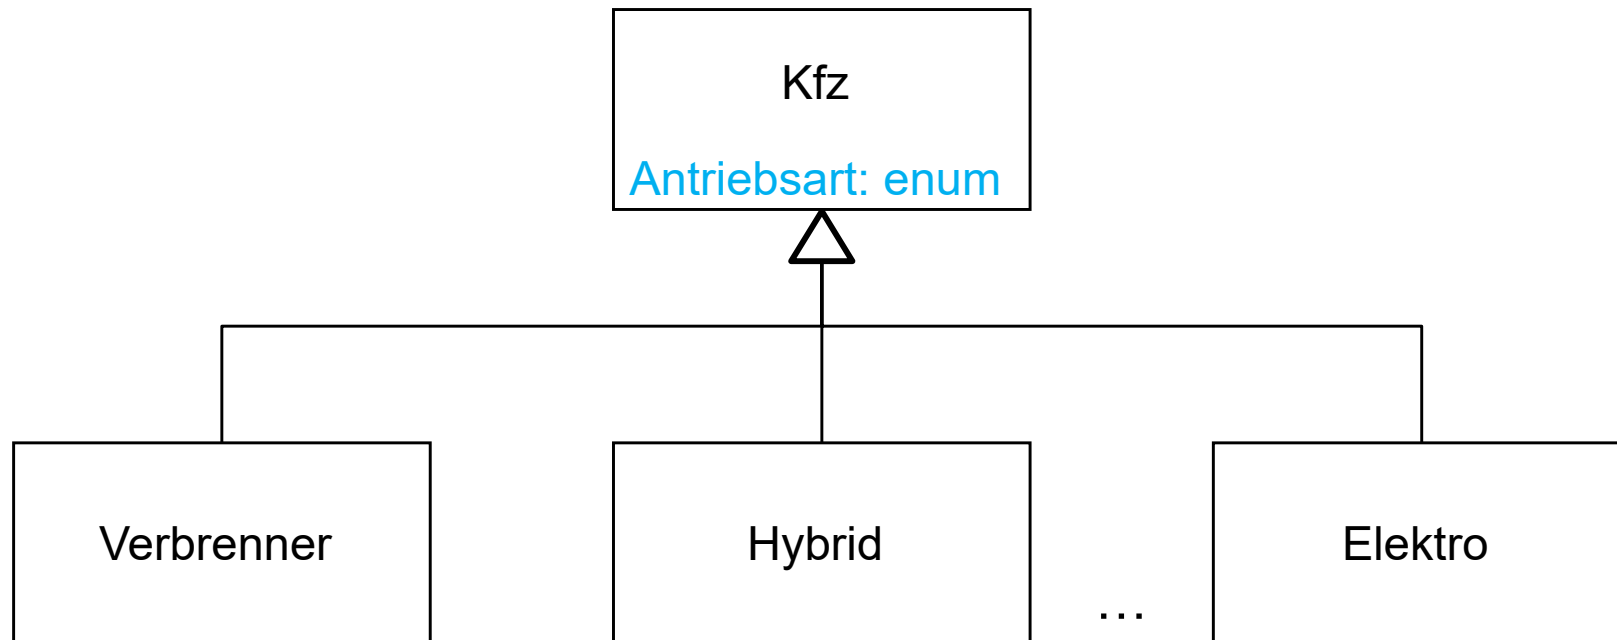 Kfz
Antriebsart: enum
Verbrenner
Hybrid
...
Elektro